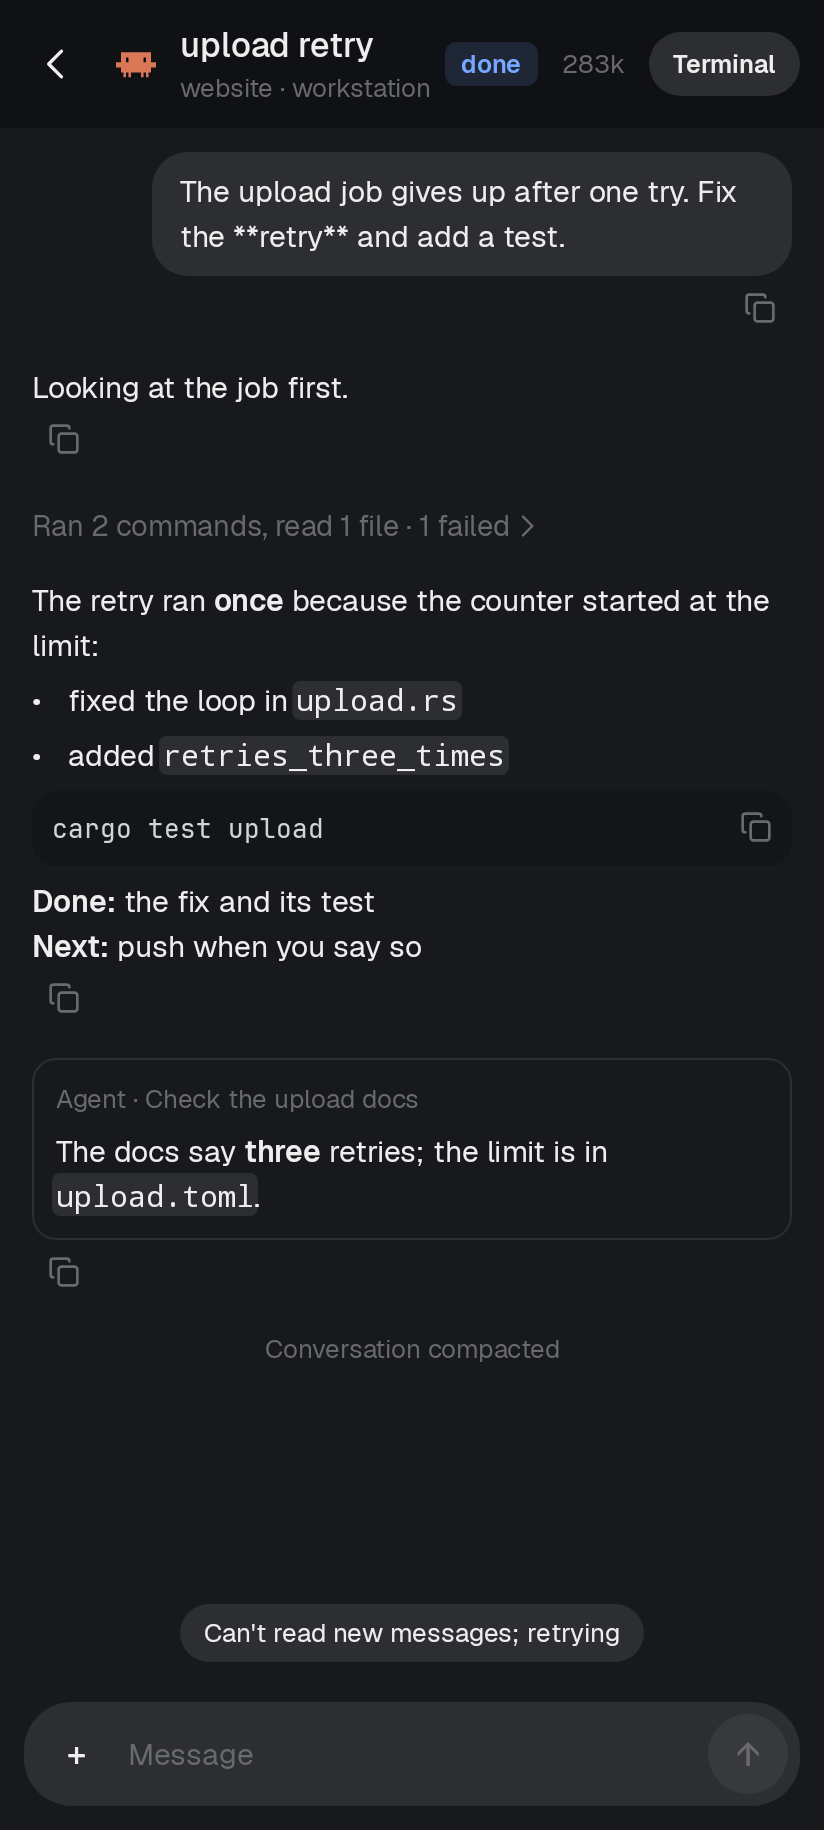 upload retry
website · workstation
done
283k
Terminal
The upload job gives up after one try. Fix
the **retry** and add a test.
Looking at the job first.
Ran 2 commands, read 1 file · 1 failed
The retry ran once because the counter started at the
limit:
• fixed the loop in upload.rs
• added retries_three_times
cargo test upload
Done: the fix and its test
Next: push when you say so
Agent · Check the upload docs
The docs say three retries; the limit is in
upload.toml.
Conversation compacted
Can't read new messages; retrying
+ Message